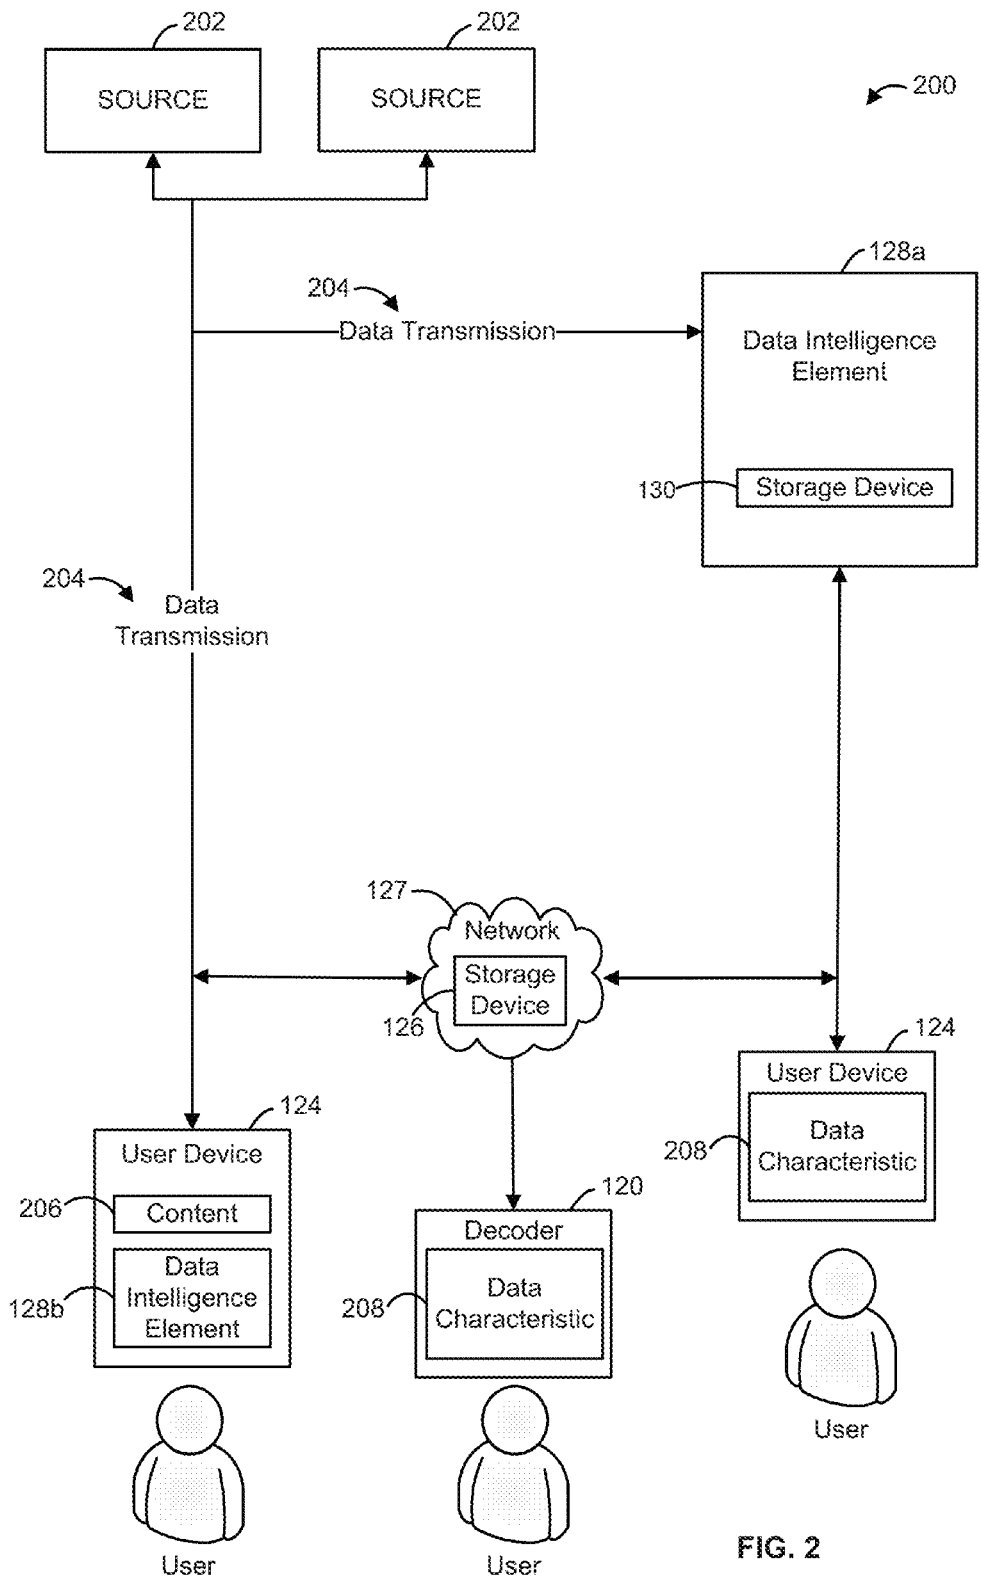 202
202
SOURCE
SOURCE
200
128a
204
Data Transmission
Data Intelligence
Element
130
Storage Device
204
Data
Transmission
127
Network
Storage
Device
126
124
User Device
208
Data
Characteristic
User
124
User Device
206
Content
128b
Data
Intelligence
Element
User
120
Decoder
208
Data
Characteristic
User
FIG. 2